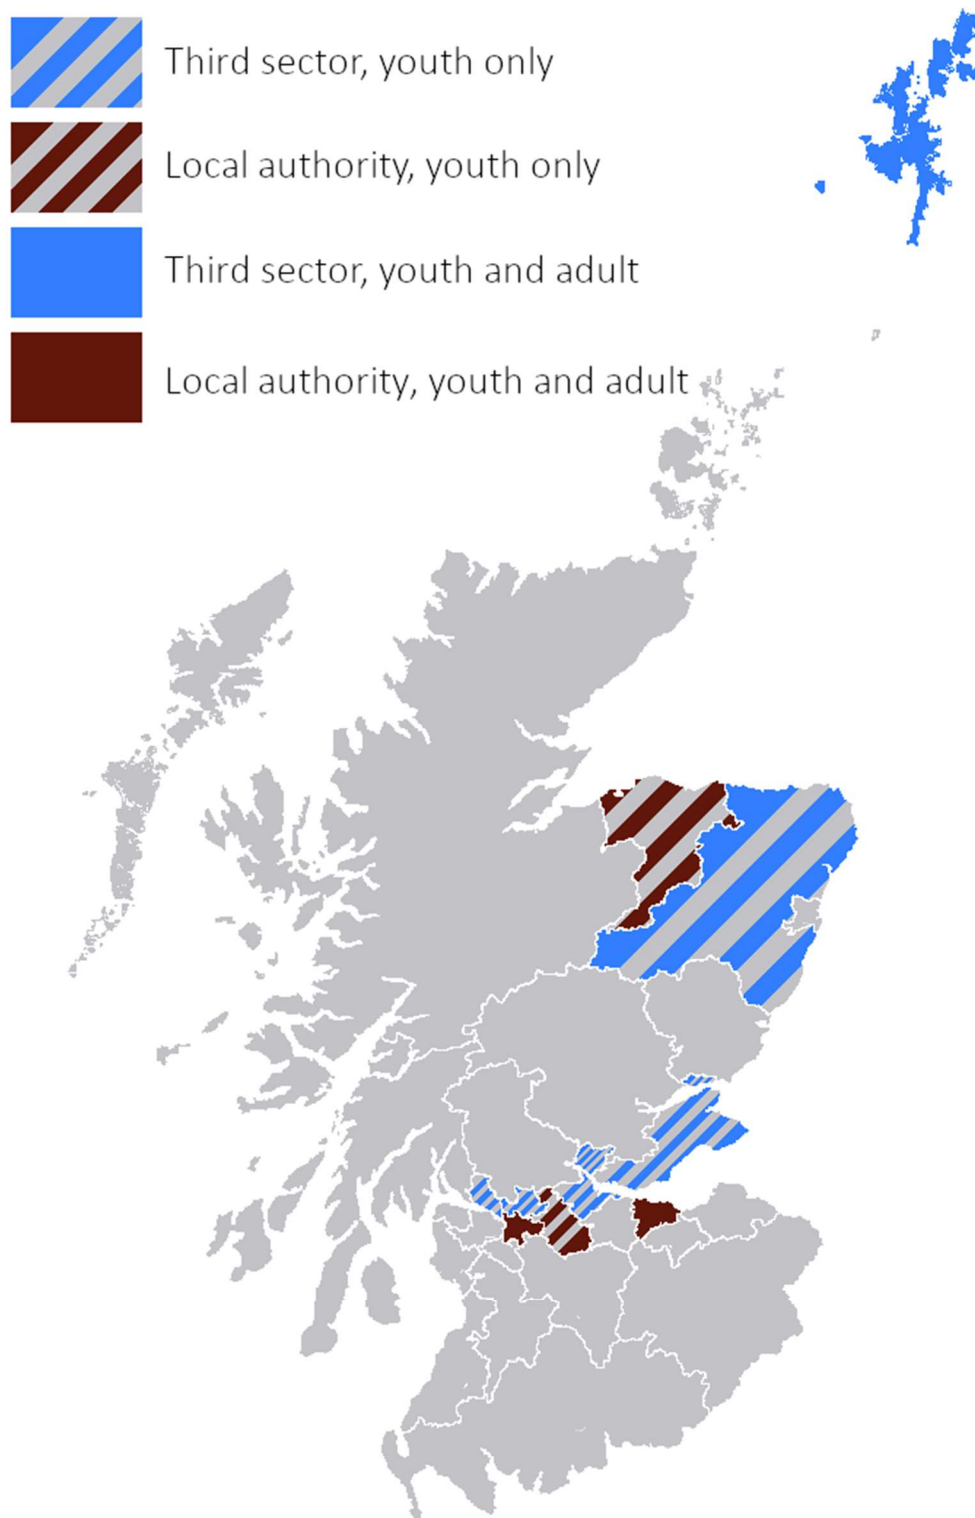 Third sector, youth only
Local authority, youth only
Third sector, youth and adult
Local authority, youth and adult